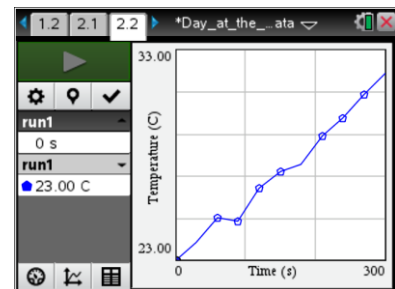 1.2 2.1 2.2 *Day_at_the_…ata
33.00
run1
0 s
run1
23.00 C
Temperature (C)
23.00
0 Time (s) 300